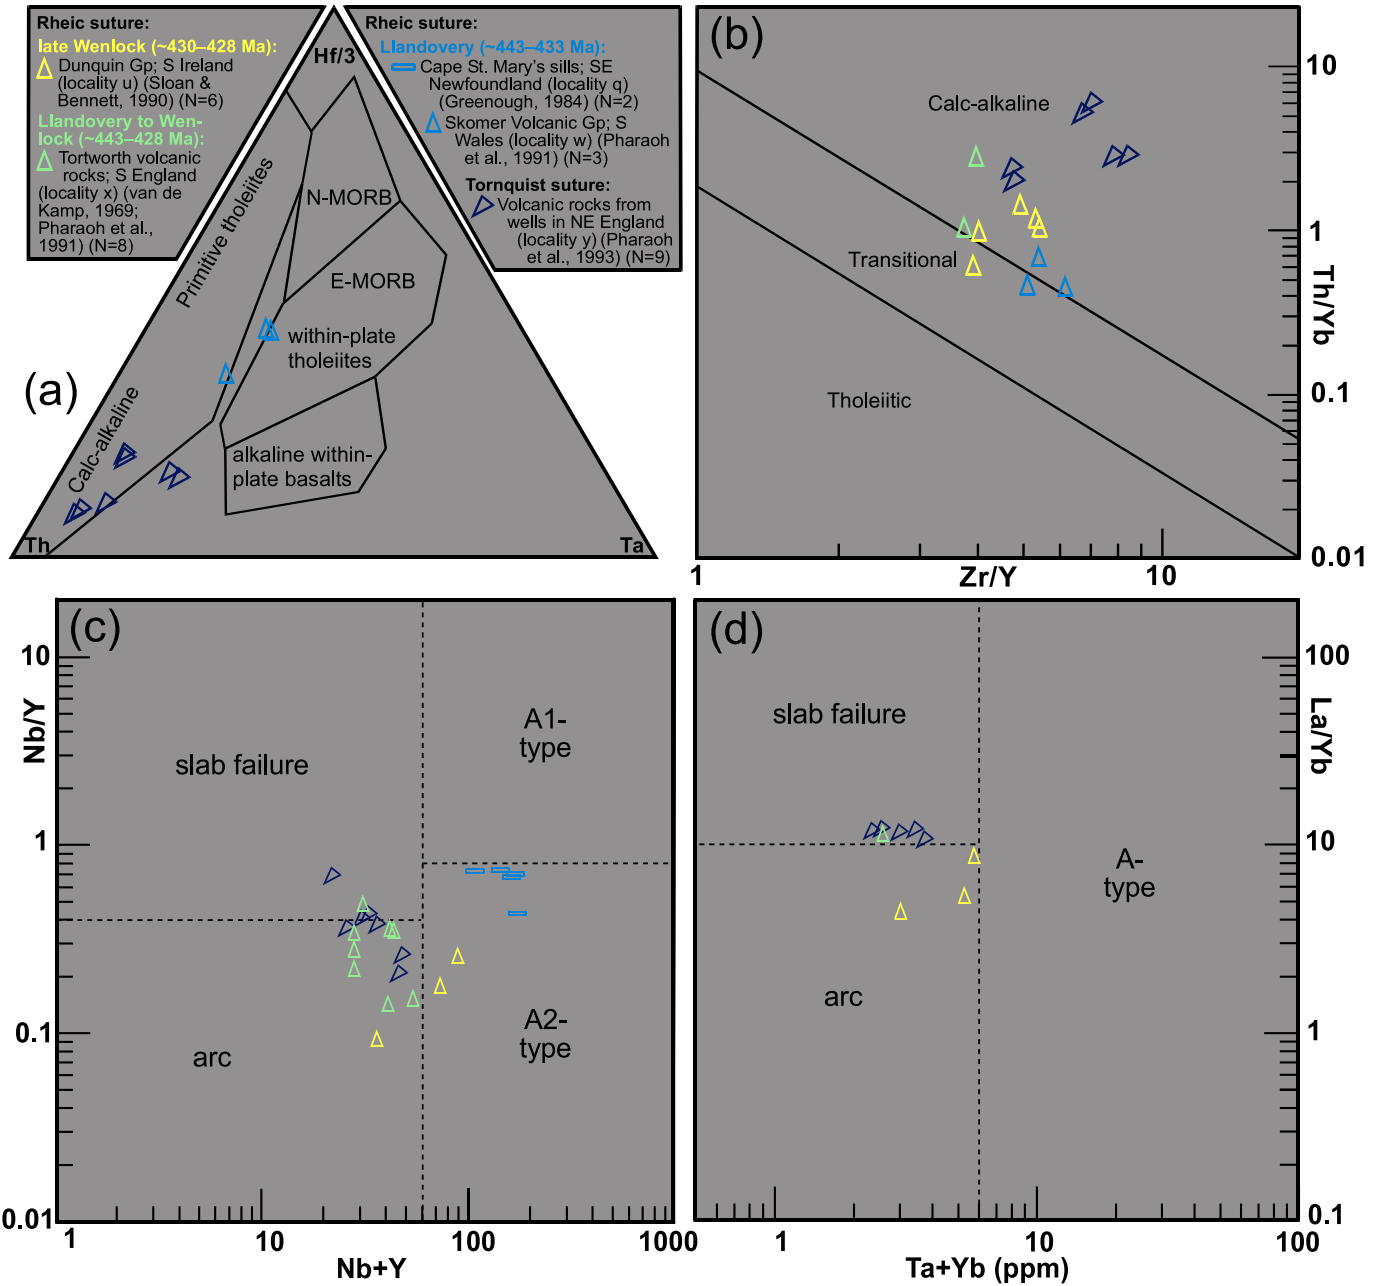 Rheic suture:
late Wenlock (~430–428 Ma):
Dunquin Gp; S Ireland
(locality u) (Sloan &
Bennett, 1990) (N=6)
Llandovery to Wen-
lock (~443–428 Ma):
Tortworth volcanic
rocks; S England
(locality x) (van de
Kamp, 1969;
Pharaoh et al.,
1991) (N=8)
Rheic suture:
Llandovery (~443–433 Ma):
Cape St. Mary's sills; SE
Newfoundland (locality q)
(Greenough, 1984) (N=2)
Skomer Volcanic Gp; S
Wales (locality w) (Pharaoh
et al., 1991) (N=3)
Tornquist suture:
Volcanic rocks from
wells in NE England
(locality y) (Pharaoh
et al., 1993) (N=9)
(a)
Hf/3
Primitive tholeiites
N-MORB
E-MORB
within-plate
tholeiites
Calc-alkaline
alkaline within-
plate basalts
Th
Ta
(b)
Calc-alkaline
Transitional
Tholeiitic
10
1
0.1
0.01
Th/Yb
1
Zr/Y
10
(c)
10
1
0.1
0.01
Nb/Y
slab failure
A1-
type
arc
A2-
type
1
10
100
1000
Nb+Y
(d)
slab failure
A-
type
arc
100
10
1
0.1
La/Yb
1
10
100
Ta+Yb (ppm)